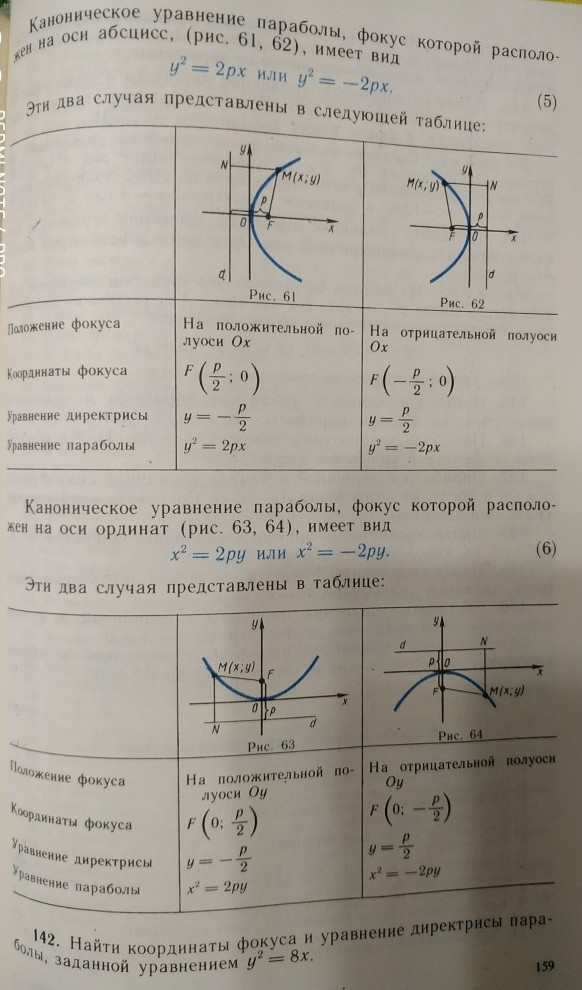 Каноническое уравнение параболы, фокус которой располо-
жен на оси абсцисс, (рис. 61, 62), имеет вид
y² = 2px или y² = −2px.
(5)
Эти два случая представлены в следующей таблице:
y
N
M(x; y)
p
O
F
x
d
Рис. 61
y
M(x; y)
N
p
F
O
x
d
Рис. 62
Положение фокуса
На положительной по-
луоси Ox
На отрицательной полуоси
Ox
Координаты фокуса
F (p/2; 0)
F (−p/2; 0)
Уравнение директрисы
y = −p/2
y = p/2
Уравнение параболы
y² = 2px
y² = −2px
Каноническое уравнение параболы, фокус которой располо-
жен на оси ординат (рис. 63, 64), имеет вид
x² = 2py или x² = −2py.
(6)
Эти два случая представлены в таблице:
y
M(x; y)
F
O
p
x
N
d
Рис. 63
y
d
N
p
O
x
F
M(x; y)
Рис. 64
Положение фокуса
На положительной по-
луоси Oy
На отрицательной полуоси
Oy
Координаты фокуса
F (0; p/2)
F (0; −p/2)
Уравнение директрисы
y = −p/2
y = p/2
Уравнение параболы
x² = 2py
x² = −2py
142. Найти координаты фокуса и уравнение директрисы пара-
болы, заданной уравнением y² = 8x.
159